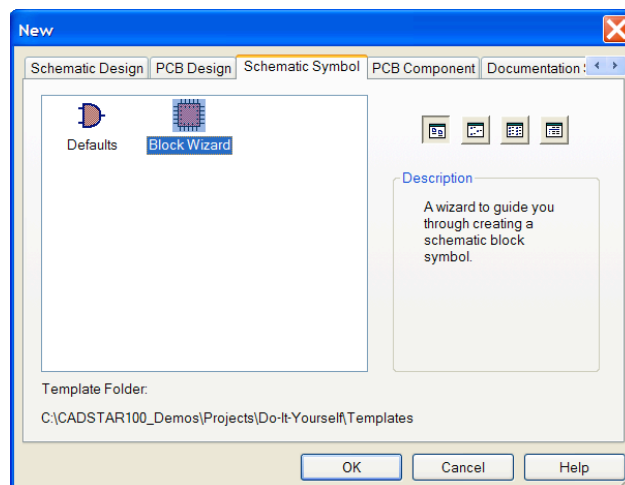 New
Schematic Design PCB Design Schematic Symbol PCB Component Documentation
Defaults
Block Wizard
Description
A wizard to guide you
through creating a
schematic block
symbol.
Template Folder:
C:\CADSTAR100_Demos\Projects\Do-It-Yourself\Templates
OK Cancel Help